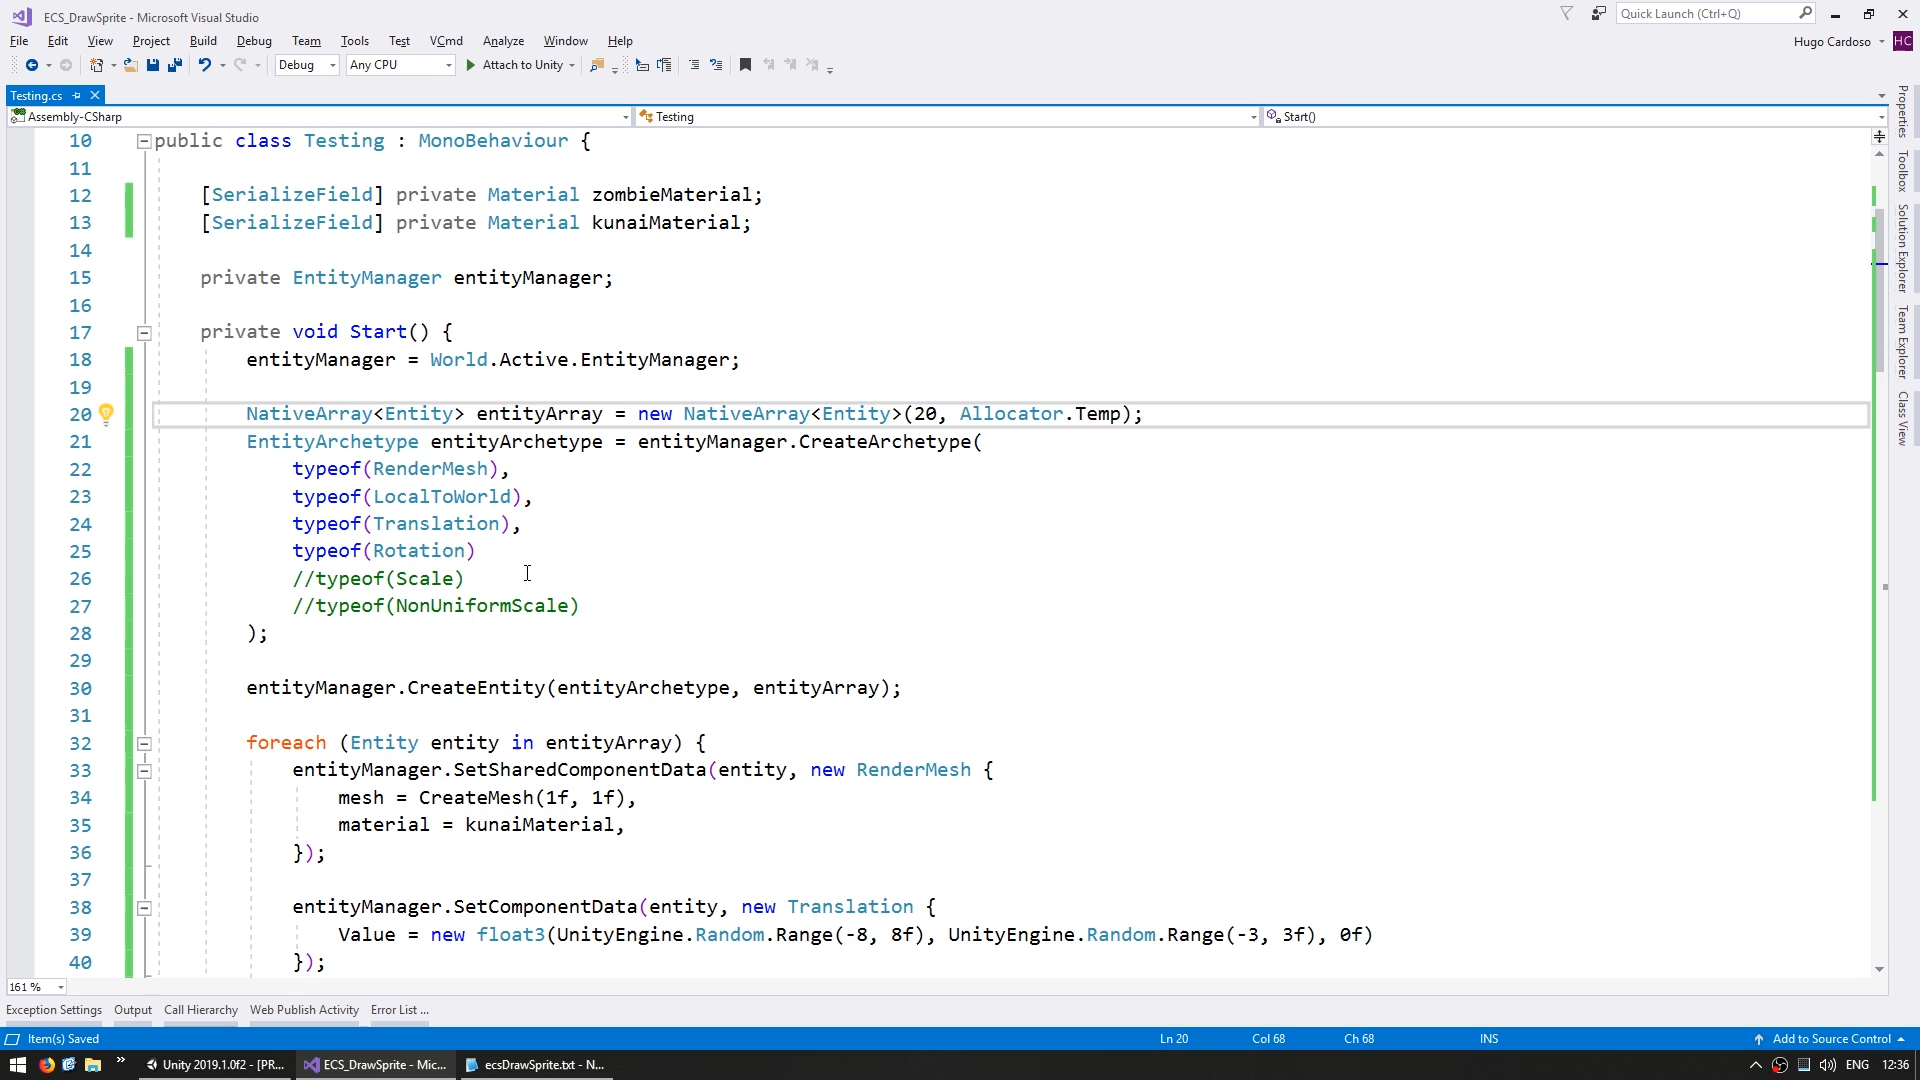 ECS_DrawSprite - Microsoft Visual Studio
Quick Launch (Ctrl+Q)
File Edit View Project Build Debug Team Tools Test VCmd Analyze Window Help
Hugo Cardoso HC
Debug Any CPU Attach to Unity
Testing.cs
Assembly-CSharp Testing Start()
10 public class Testing : MonoBehaviour {
11
12 [SerializeField] private Material zombieMaterial;
13 [SerializeField] private Material kunaiMaterial;
14
15 private EntityManager entityManager;
16
17 private void Start() {
18 entityManager = World.Active.EntityManager;
19
20 NativeArray<Entity> entityArray = new NativeArray<Entity>(20, Allocator.Temp);
21 EntityArchetype entityArchetype = entityManager.CreateArchetype(
22 typeof(RenderMesh),
23 typeof(LocalToWorld),
24 typeof(Translation),
25 typeof(Rotation)
26 //typeof(Scale)
27 //typeof(NonUniformScale)
28 );
29
30 entityManager.CreateEntity(entityArchetype, entityArray);
31
32 foreach (Entity entity in entityArray) {
33 entityManager.SetSharedComponentData(entity, new RenderMesh {
34 mesh = CreateMesh(1f, 1f),
35 material = kunaiMaterial,
36 });
37
38 entityManager.SetComponentData(entity, new Translation {
39 Value = new float3(UnityEngine.Random.Range(-8, 8f), UnityEngine.Random.Range(-3, 3f), 0f)
40 });
Properties
Toolbox
Solution Explorer
Team Explorer
Class View
161 %
Exception Settings Output Call Hierarchy Web Publish Activity Error List ...
Item(s) Saved Ln 20 Col 68 Ch 68 INS Add to Source Control
Unity 2019.1.0f2 - [PR... ECS_DrawSprite - Mic... ecsDrawSprite.txt - N... ENG 12:36